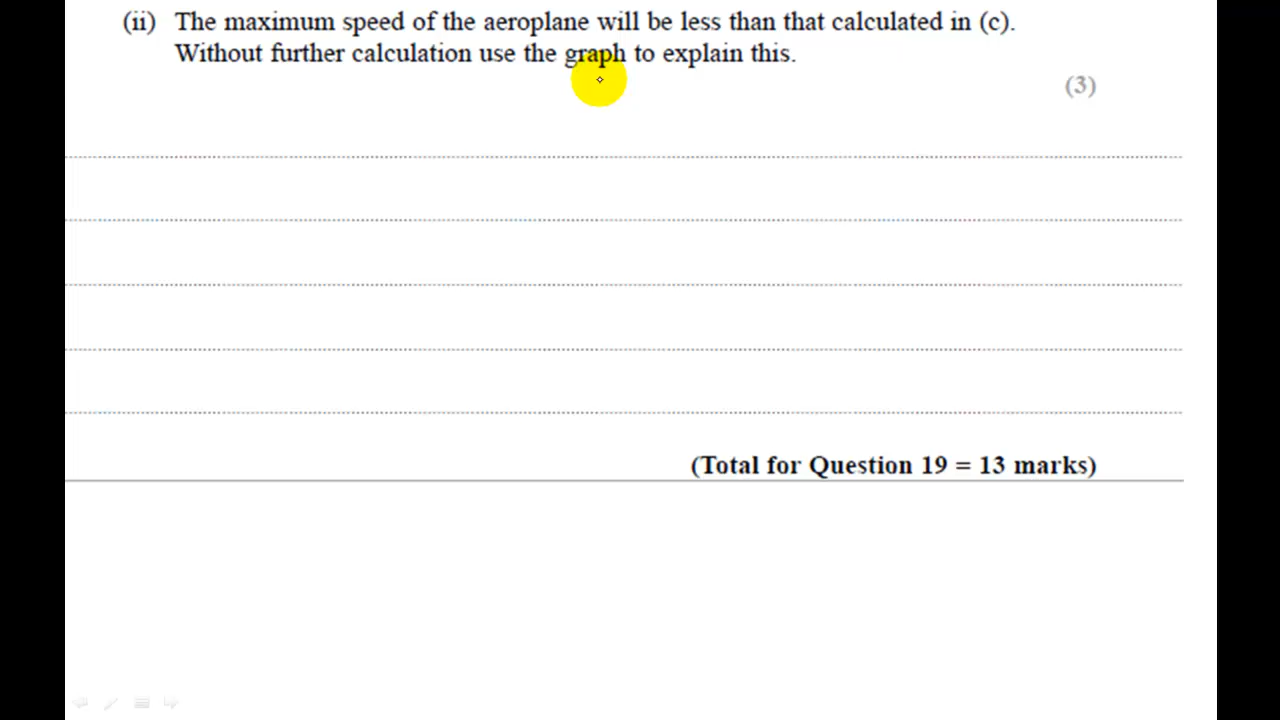 (ii) The maximum speed of the aeroplane will be less than that calculated in (c).
Without further calculation use the graph to explain this.
(3)
(Total for Question 19 = 13 marks)